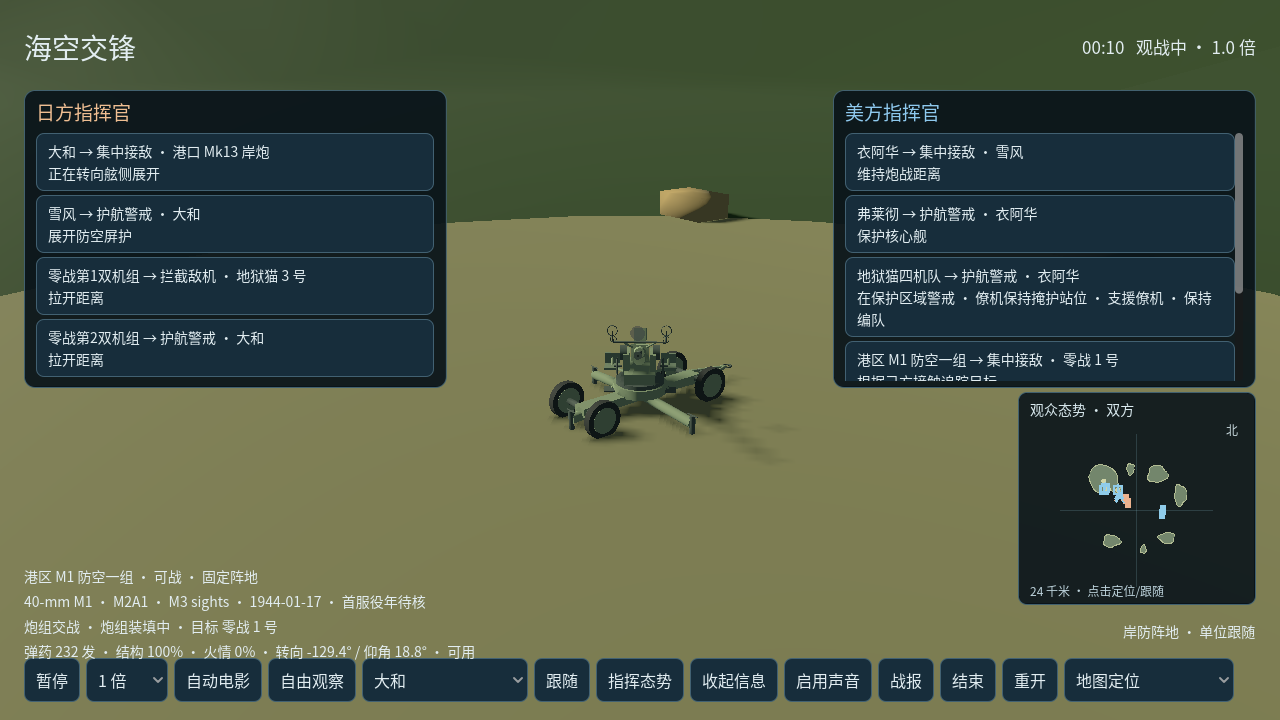 海空交锋
00:10 观战中 · 1.0 倍
日方指挥官
大和 → 集中接敌 · 港口 Mk13 岸炮
正在转向舷侧展开
雪风 → 护航警戒 · 大和
展开防空屏护
零战第1双机组 → 拦截敌机 · 地狱猫 3 号
拉开距离
零战第2双机组 → 护航警戒 · 大和
拉开距离
美方指挥官
衣阿华 → 集中接敌 · 雪风
维持炮战距离
弗莱彻 → 护航警戒 · 衣阿华
保护核心舰
地狱猫四机队 → 护航警戒 · 衣阿华
在保护区域警戒 · 僚机保持掩护站位 · 支援僚机 · 保持
编队
港区 M1 防空一组 → 集中接敌 · 零战 1 号
观众态势 · 双方
北
24 千米 · 点击定位/跟随
岸防阵地 · 单位跟随
港区 M1 防空一组 · 可战 · 固定阵地
40-mm M1 · M2A1 · M3 sights · 1944-01-17 · 首服役年待核
炮组交战 · 炮组装填中 · 目标 零战 1 号
弹药 232 发 · 结构 100% · 火情 0% · 转向 -129.4° / 仰角 18.8° · 可用
暂停
1 倍
自动电影
自由观察
大和
跟随
指挥态势
收起信息
启用声音
战报
结束
重开
地图定位